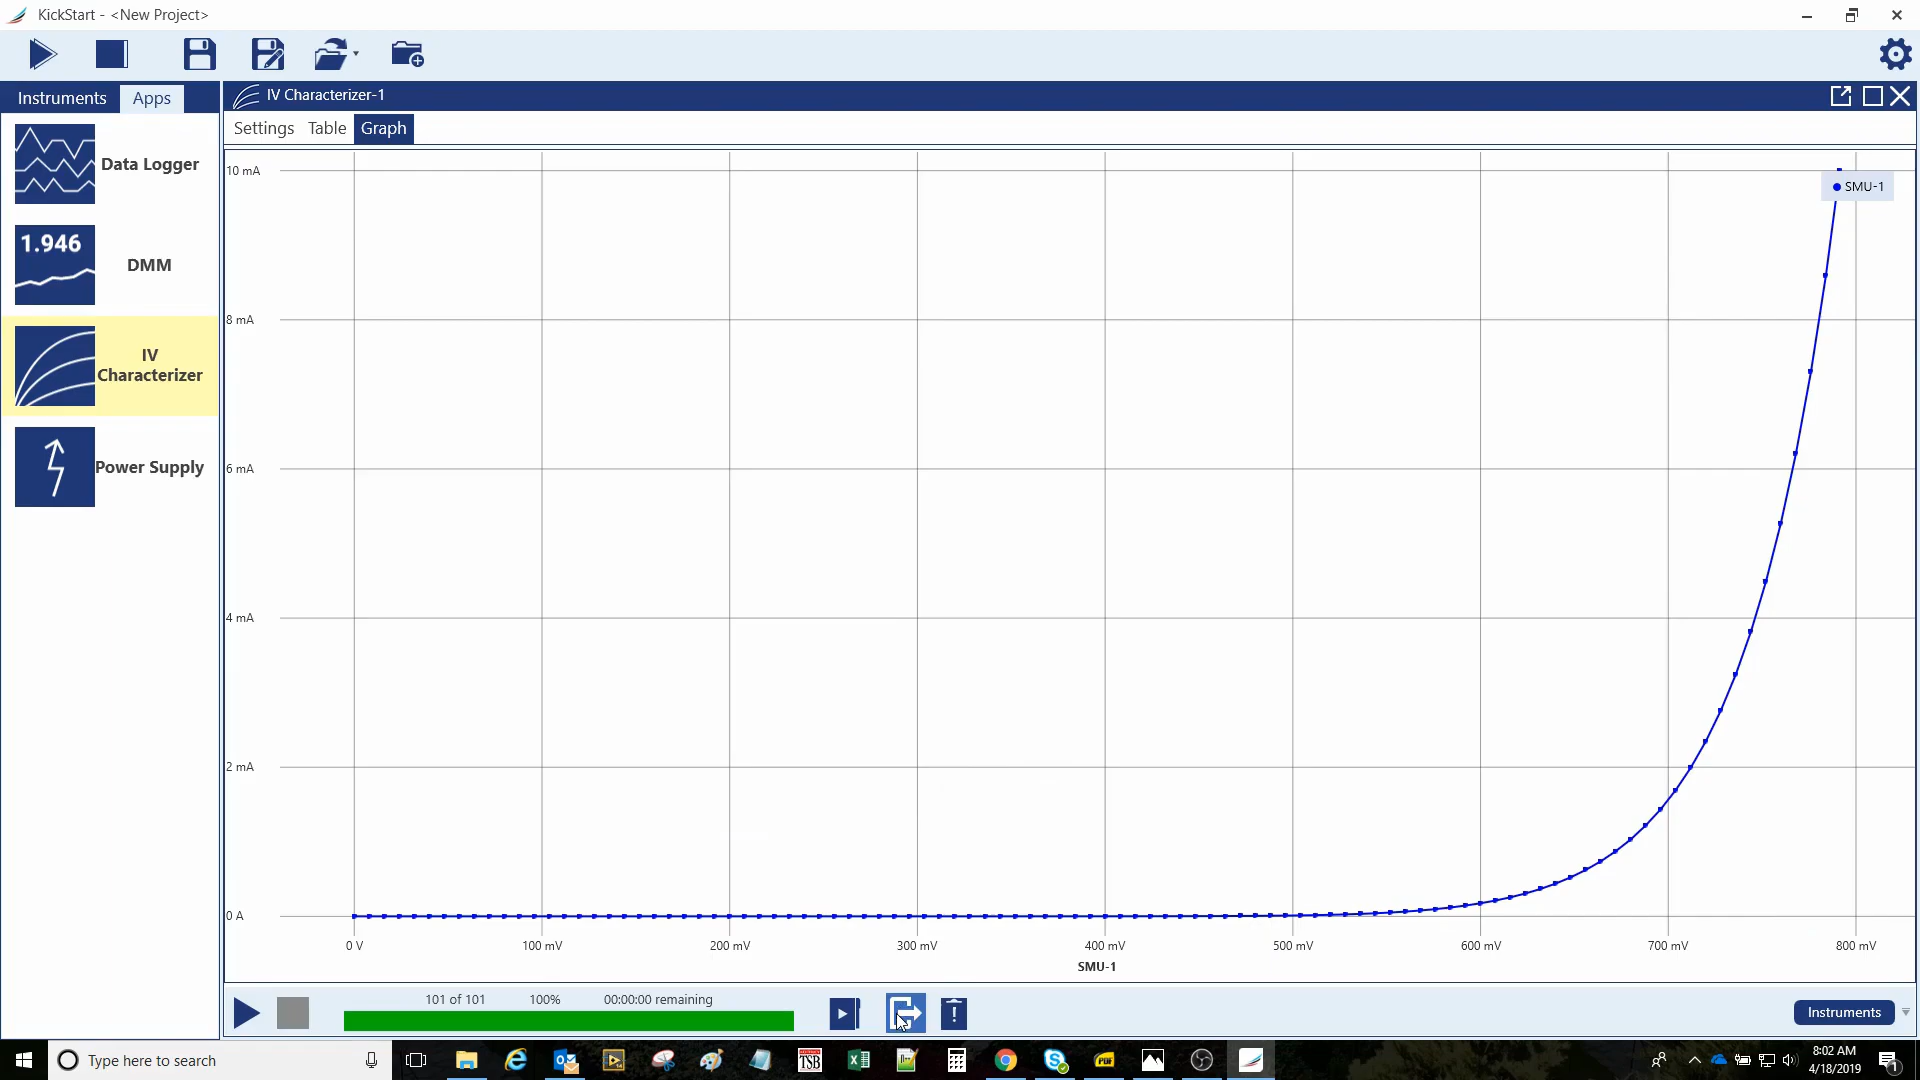 KickStart - <New Project>
Instruments
Apps
Data Logger
1.946
DMM
IV
Characterizer
Power Supply
IV Characterizer-1
Settings
Table
Graph
10 mA
8 mA
6 mA
4 mA
2 mA
0 A
SMU-1
0 V
100 mV
200 mV
300 mV
400 mV
500 mV
600 mV
700 mV
800 mV
SMU-1
101 of 101
100%
00:00:00 remaining
Instruments
Type here to search
TSB
PDF
8:02 AM
4/18/2019
1